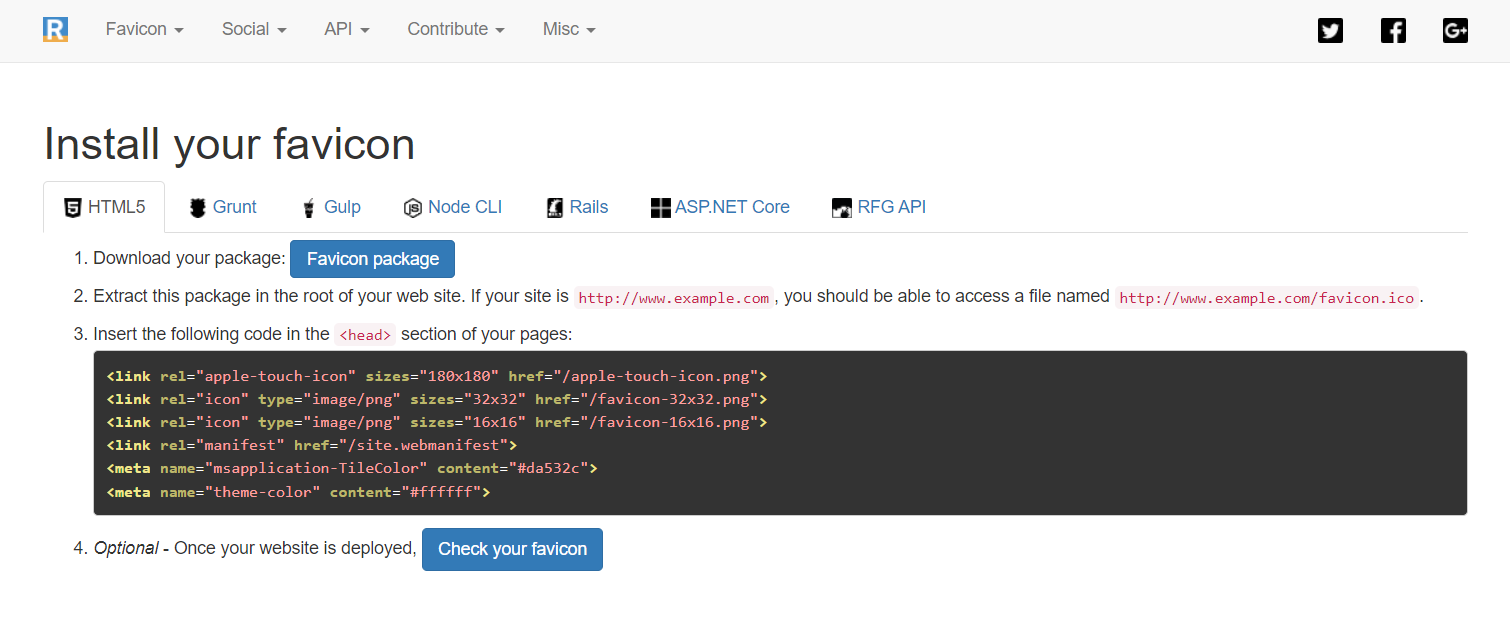 R Favicon Social API Contribute Misc G+
Install your favicon
5 HTML5 Grunt Gulp JS Node CLI RAILS Rails ASP.NET Core RFG API
1. Download your package: Favicon package
2. Extract this package in the root of your web site. If your site is http://www.example.com, you should be able to access a file named http://www.example.com/favicon.ico.
3. Insert the following code in the <head> section of your pages:
<link rel="apple-touch-icon" sizes="180x180" href="/apple-touch-icon.png">
<link rel="icon" type="image/png" sizes="32x32" href="/favicon-32x32.png">
<link rel="icon" type="image/png" sizes="16x16" href="/favicon-16x16.png">
<link rel="manifest" href="/site.webmanifest">
<meta name="msapplication-TileColor" content="#da532c">
<meta name="theme-color" content="#ffffff">
4. Optional - Once your website is deployed, Check your favicon